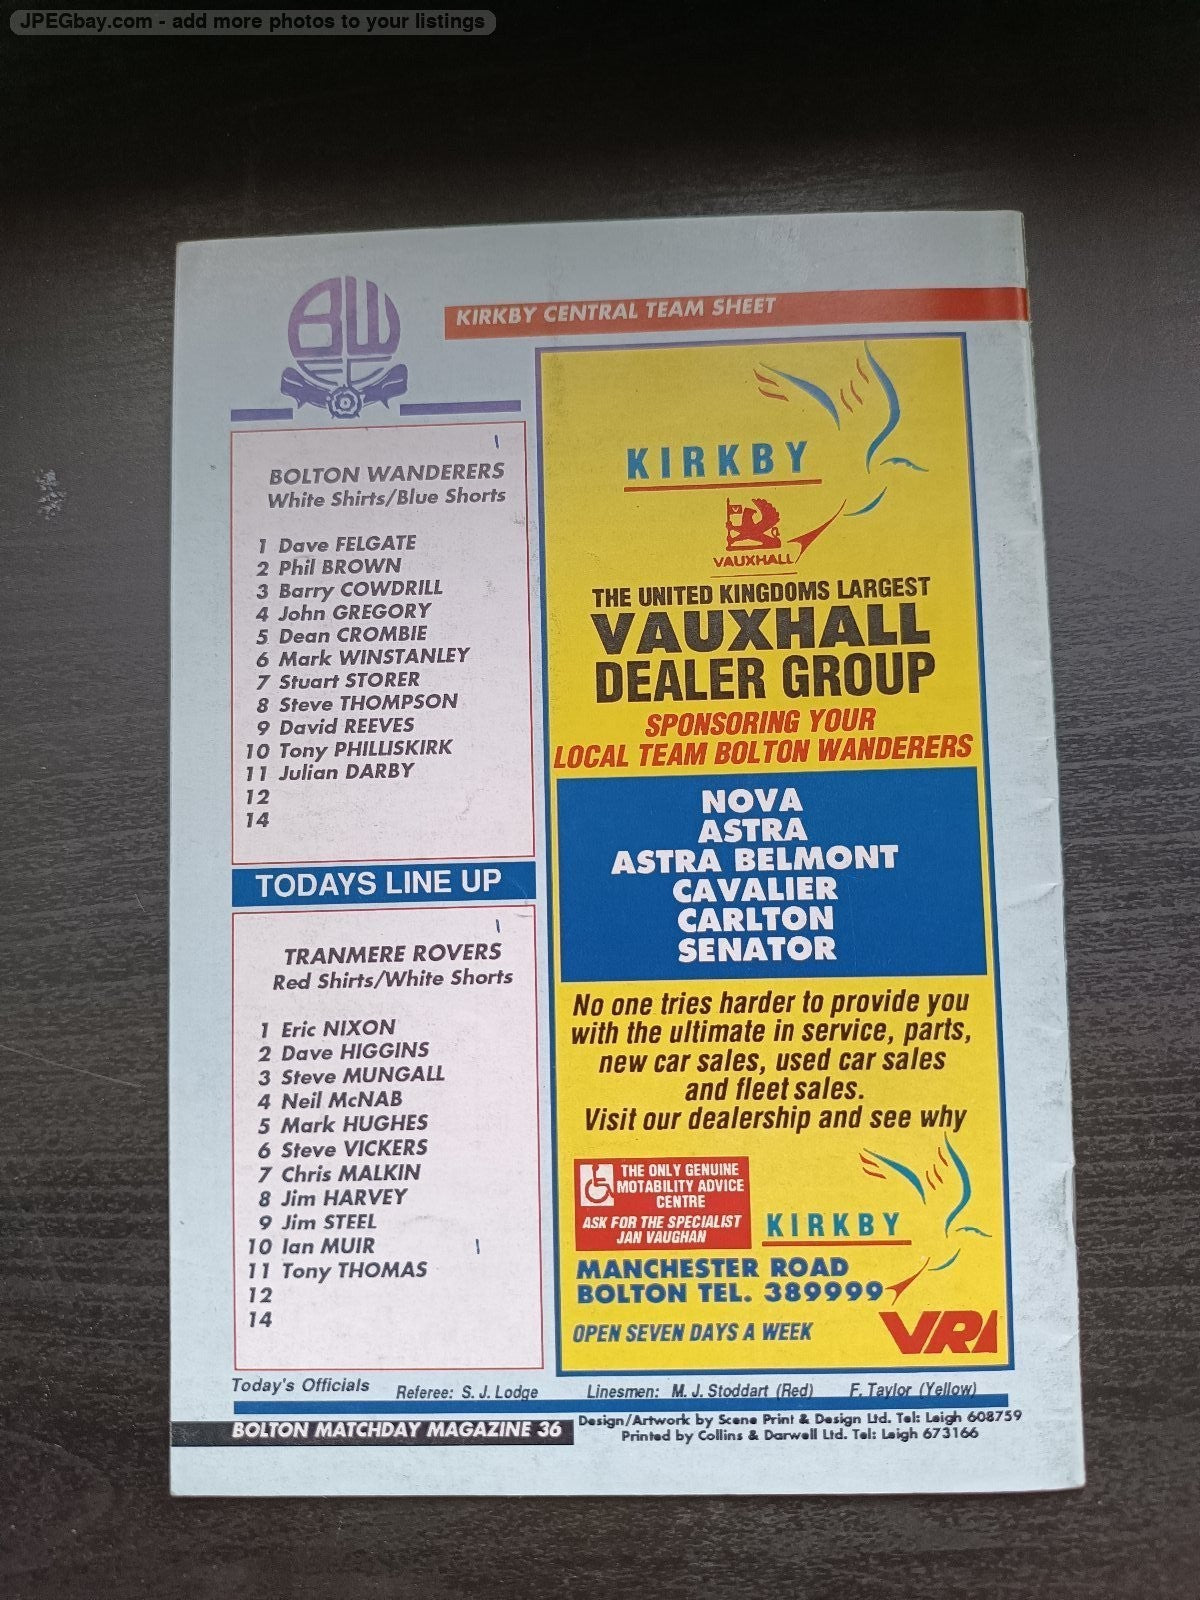 JPEGbay.com - add more photos to your listings
BW
FC
KIRKBY CENTRAL TEAM SHEET
1
BOLTON WANDERERS
White Shirts/Blue Shorts
1 Dave FELGATE
2 Phil BROWN
3 Barry COWDRILL
4 John GREGORY
5 Dean CROMBIE
6 Mark WINSTANLEY
7 Stuart STORER
8 Steve THOMPSON
9 David REEVES
10 Tony PHILLISKIRK
11 Julian DARBY
12
14
TODAYS LINE UP
1
TRANMERE ROVERS
Red Shirts/White Shorts
1 Eric NIXON
2 Dave HIGGINS
3 Steve MUNGALL
4 Neil McNAB
5 Mark HUGHES
6 Steve VICKERS
7 Chris MALKIN
8 Jim HARVEY
9 Jim STEEL
10 Ian MUIR 1
11 Tony THOMAS
12
14
KIRKBY
VAUXHALL
THE UNITED KINGDOMS LARGEST
VAUXHALL
DEALER GROUP
SPONSORING YOUR
LOCAL TEAM BOLTON WANDERERS
NOVA
ASTRA
ASTRA BELMONT
CAVALIER
CARLTON
SENATOR
No one tries harder to provide you
with the ultimate in service, parts,
new car sales, used car sales
and fleet sales.
Visit our dealership and see why
THE ONLY GENUINE
MOTABILITY ADVICE
CENTRE
ASK FOR THE SPECIALIST
JAN VAUGHAN
KIRKBY
MANCHESTER ROAD
BOLTON TEL. 389999
OPEN SEVEN DAYS A WEEK
VRA
Today's Officials Referee: S. J. Lodge Linesmen: M. J. Stoddart (Red) F. Taylor (Yellow)
BOLTON MATCHDAY MAGAZINE 36
Design/Artwork by Scene Print & Design Ltd. Tel: Leigh 608759
Printed by Collins & Darwell Ltd. Tel: Leigh 673166